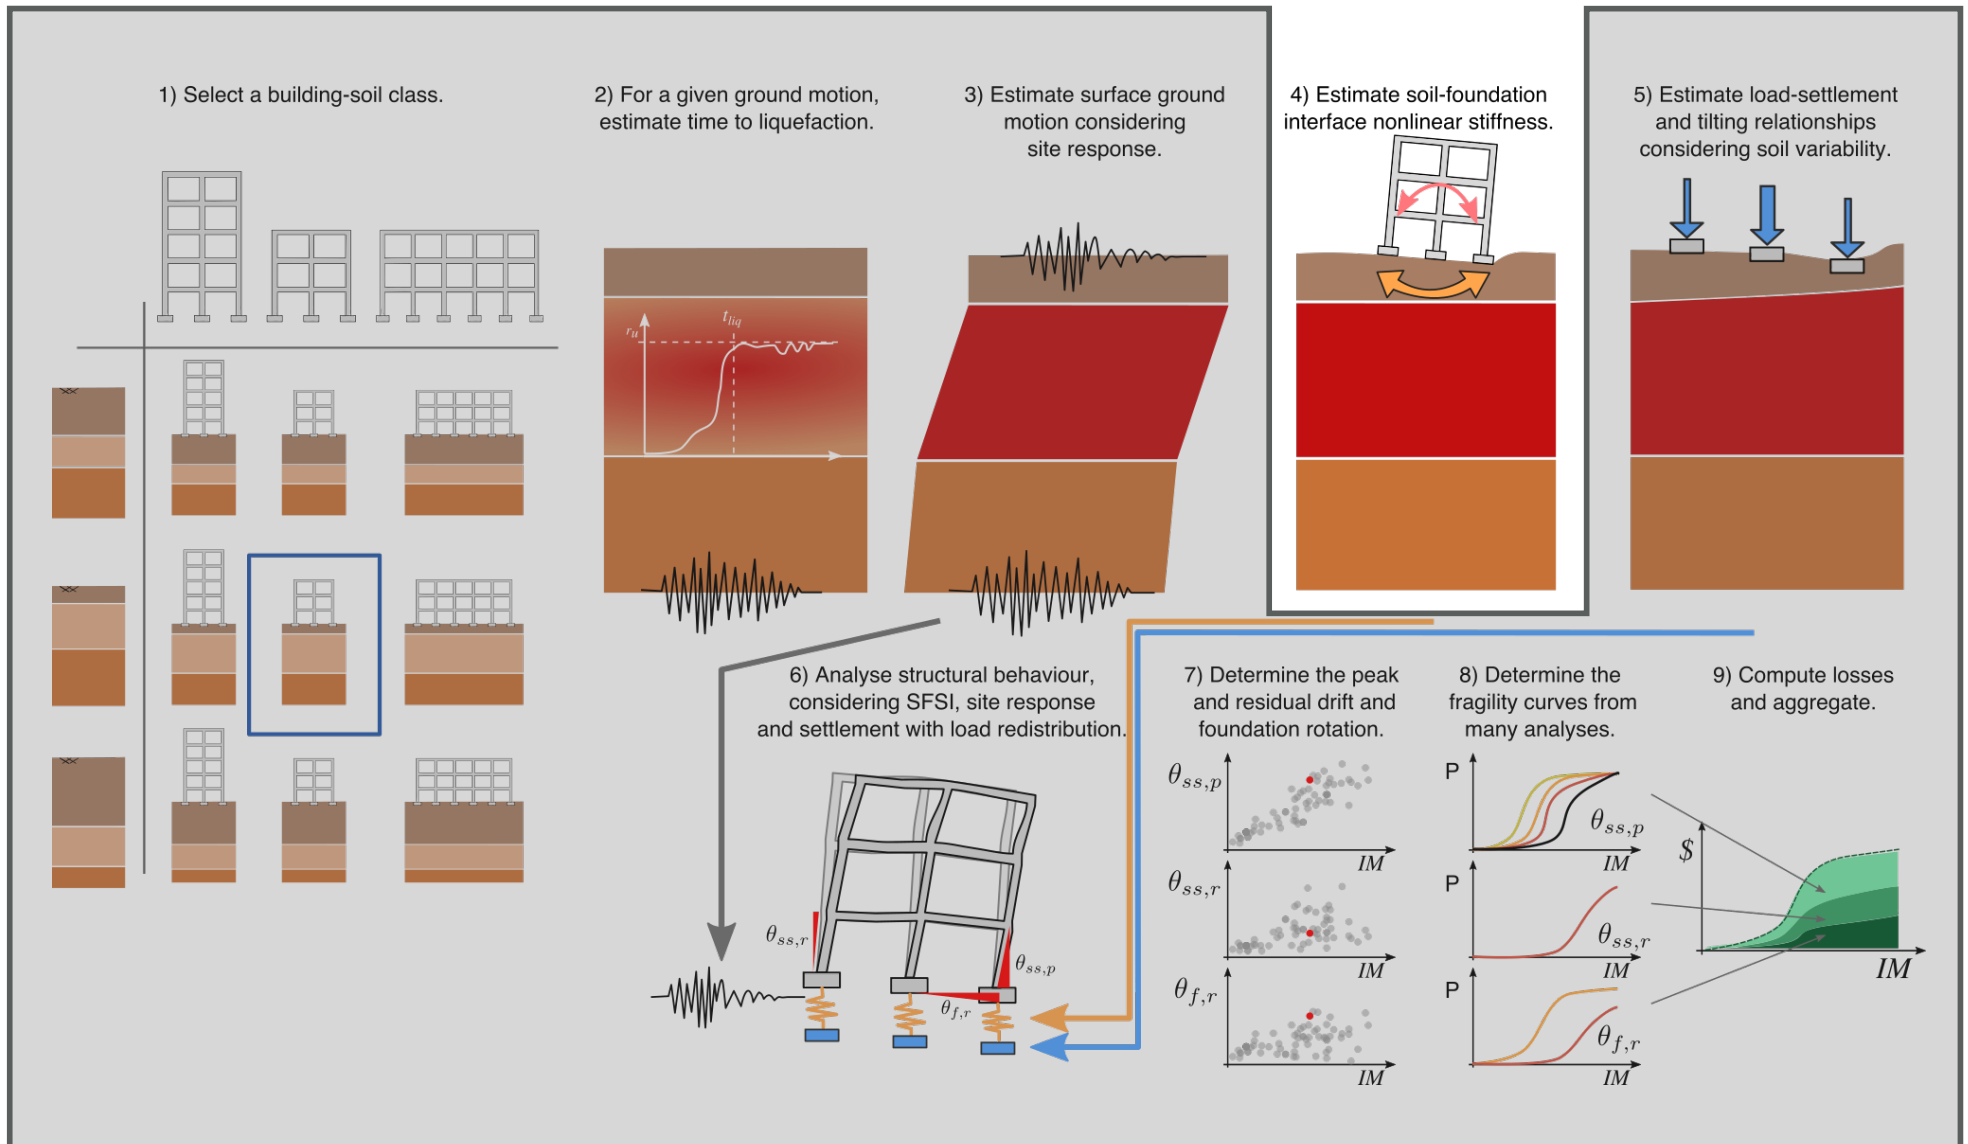 1) Select a building-soil class.
2) For a given ground motion,
estimate time to liquefaction.
3) Estimate surface ground
motion considering
site response.
4) Estimate soil-foundation
interface nonlinear stiffness.
5) Estimate load-settlement
and tilting relationships
considering soil variability.
r_u
t_liq
6) Analyse structural behaviour,
considering SFSI, site response
and settlement with load redistribution.
θ_ss,r
θ_ss,p
θ_f,r
7) Determine the peak
and residual drift and
foundation rotation.
θ_ss,p
IM
θ_ss,r
IM
θ_f,r
IM
8) Determine the
fragility curves from
many analyses.
P
θ_ss,p
IM
P
θ_ss,r
IM
P
θ_f,r
IM
9) Compute losses
and aggregate.
$
IM